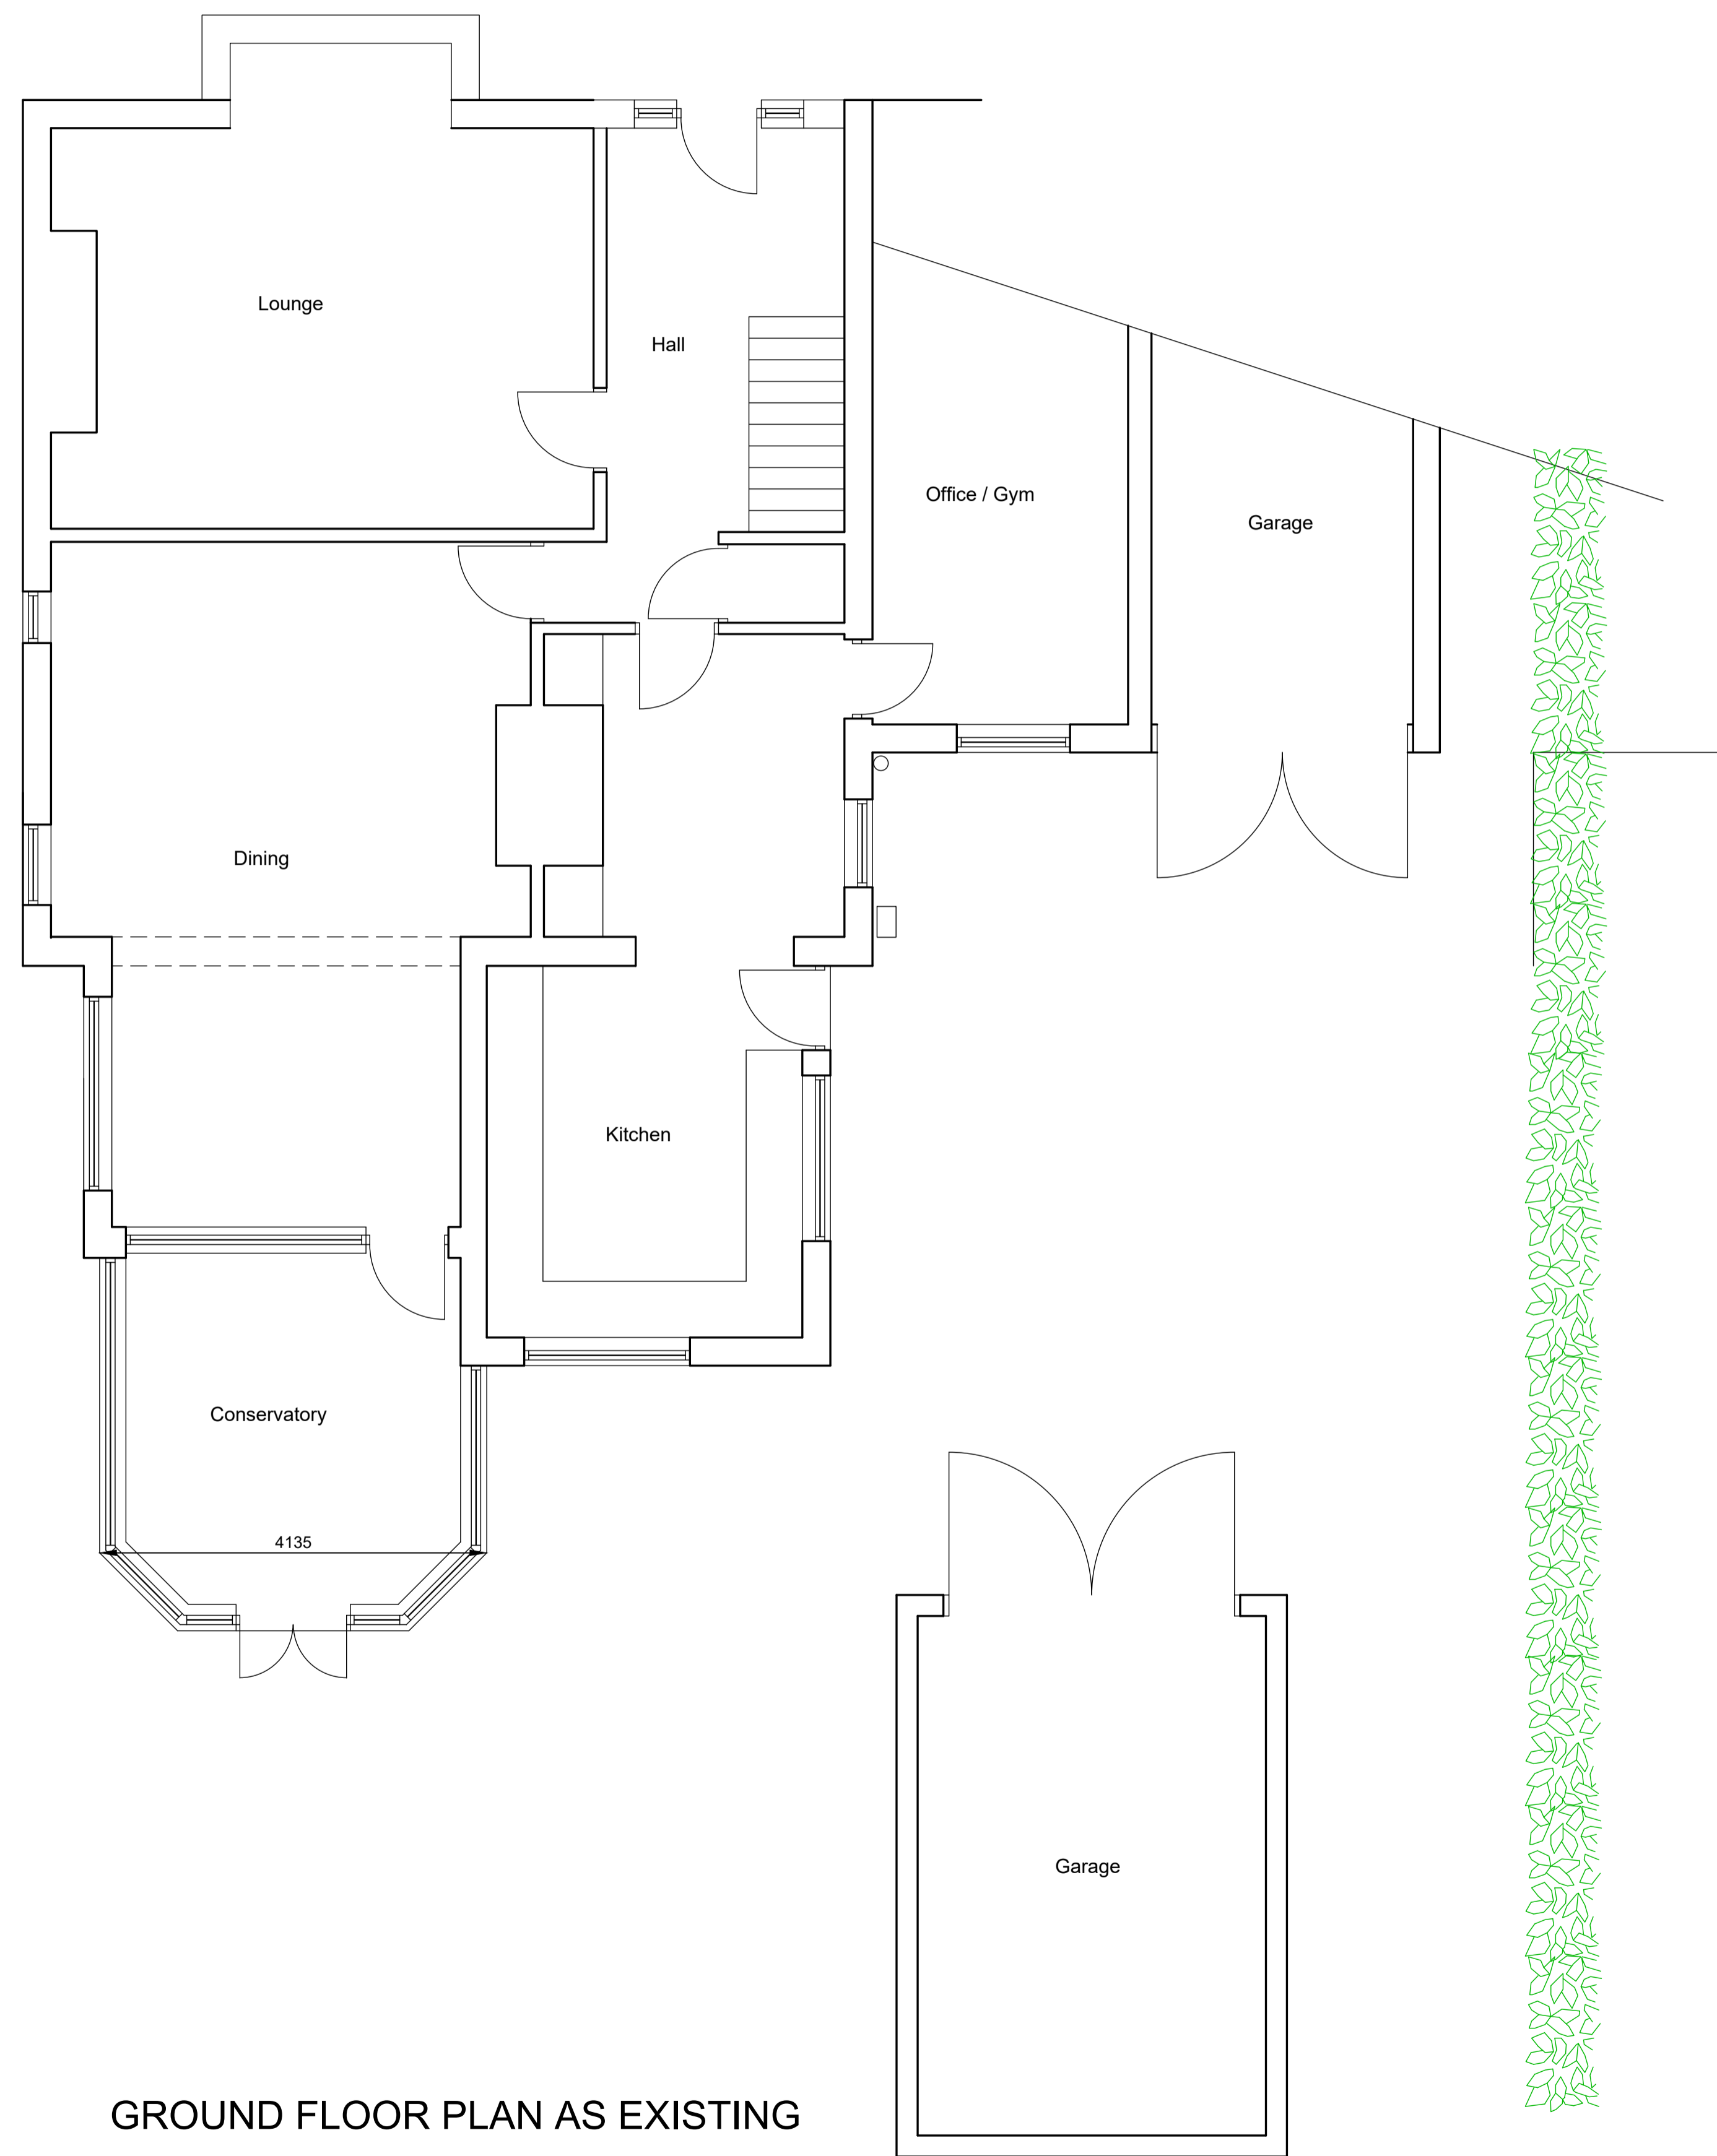 Lounge
Hall
Office / Gym
Garage
Dining
Kitchen
Conservatory
4135
Garage
GROUND FLOOR PLAN AS EXISTING